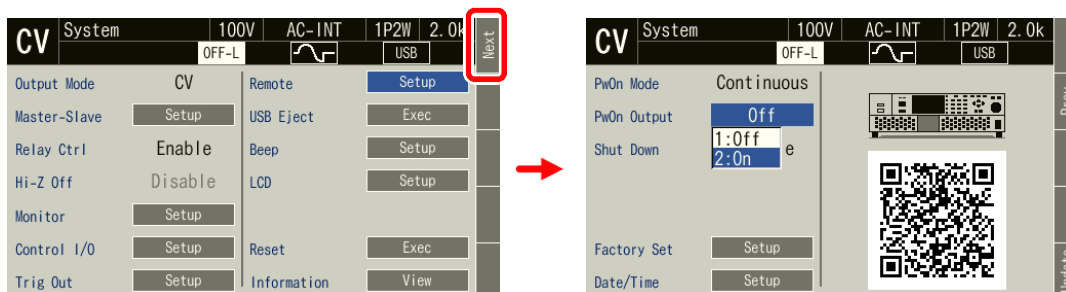 CV System 100V AC-INT 1P2W 2.0k
OFF-L USB
Next
Output Mode CV Remote Setup
Master-Slave Setup USB Eject Exec
Relay Ctrl Enable Beep Setup
Hi-Z Off Disable LCD Setup
Monitor Setup
Control I/O Setup Reset Exec
Trig Out Setup Information View
CV System 100V AC-INT 1P2W 2.0k
OFF-L USB
PwOn Mode Continuous
Prev
PwOn Output Off
1:Off
Shut Down e
2:On
Factory Set Setup
Date/Time Setup
Update